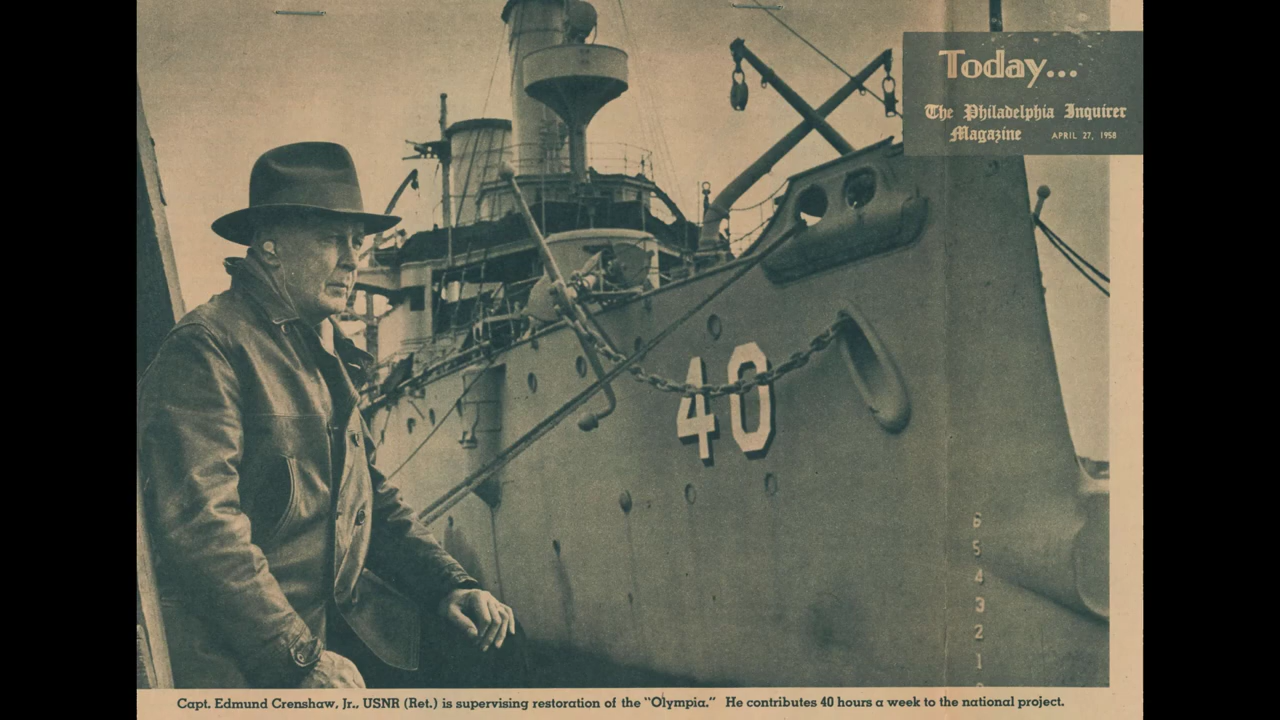 Today...
The Philadelphia Inquirer
Magazine APRIL 27, 1958
40
6
5
4
3
2
1
Capt. Edmund Crenshaw, Jr., USNR (Ret.) is supervising restoration of the "Olympia." He contributes 40 hours a week to the national project.